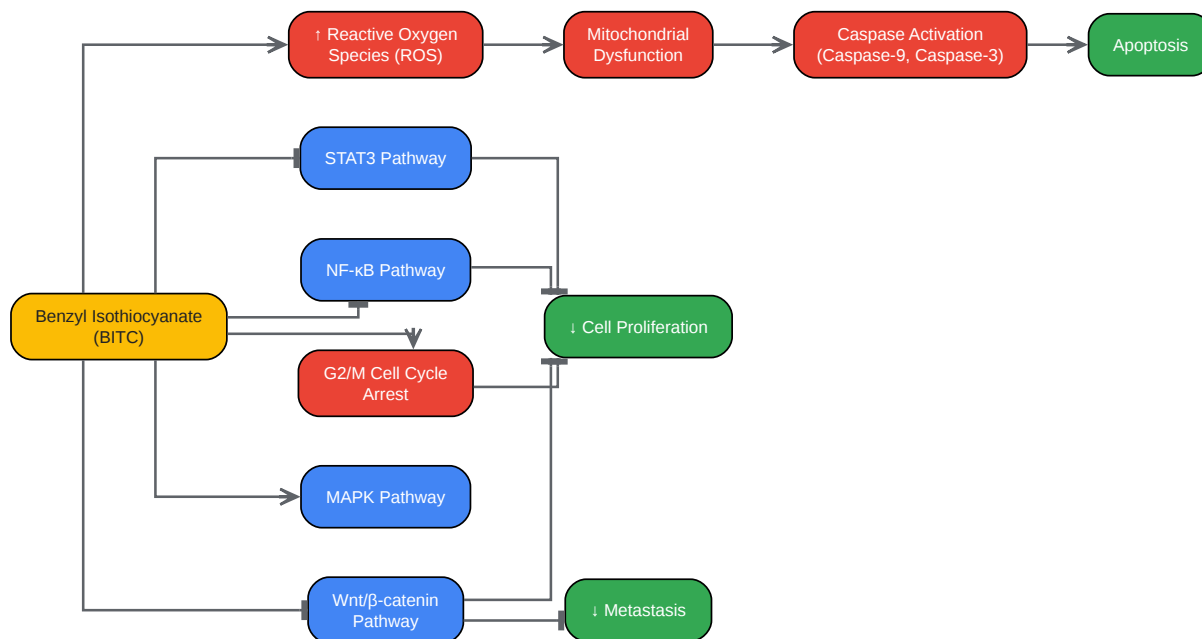 ↑ Reactive Oxygen
Species (ROS)
Mitochondrial
Dysfunction
Caspase Activation
(Caspase-9, Caspase-3)
Apoptosis
STAT3 Pathway
NF-κB Pathway
Benzyl Isothiocyanate
(BITC)
↓ Cell Proliferation
G2/M Cell Cycle
Arrest
MAPK Pathway
Wnt/β-catenin
Pathway
↓ Metastasis